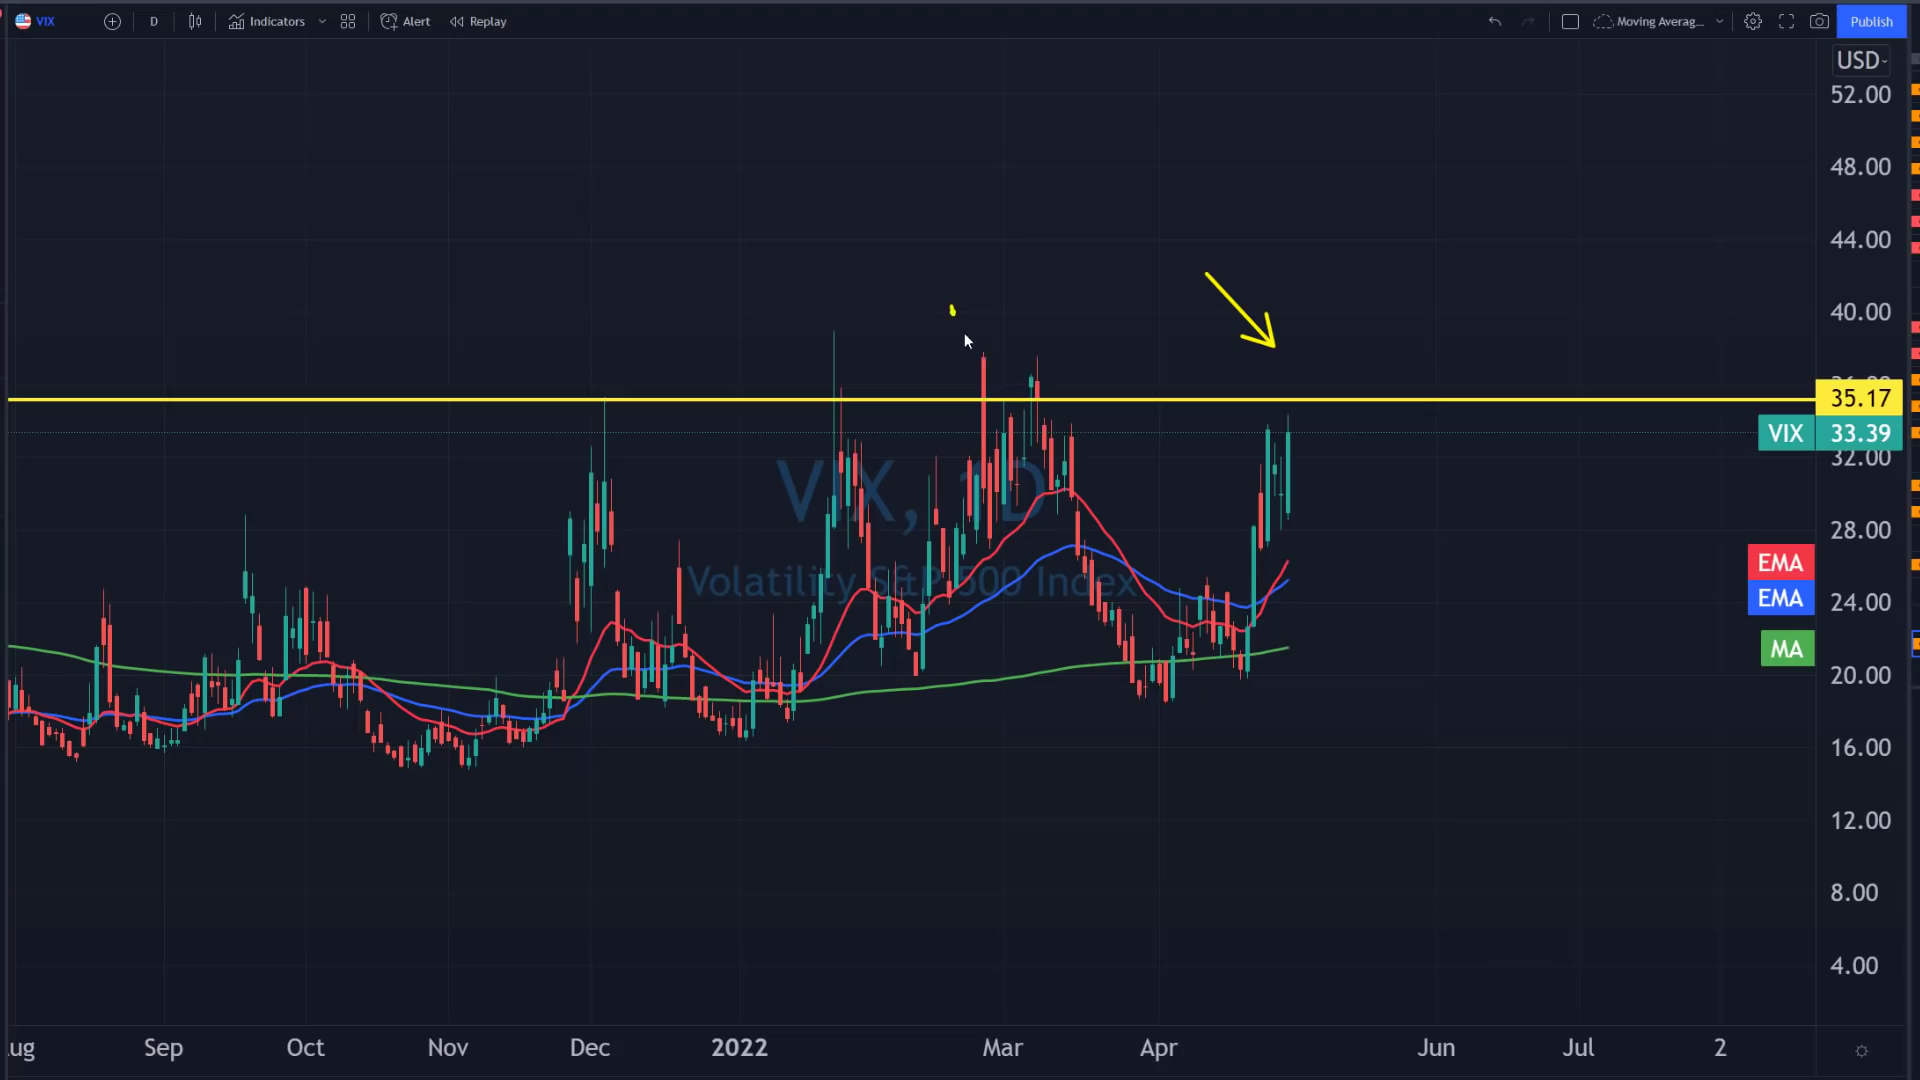 VIX D Indicators Alert Replay Moving Averag... Publish
USD
52.00
48.00
44.00
40.00
35.17
VIX 33.39
32.00
VIX, 1D
28.00
EMA
Volatility S&P 500 Index
EMA
24.00
MA
20.00
16.00
12.00
8.00
4.00
ug Sep Oct Nov Dec 2022 Mar Apr Jun Jul 2